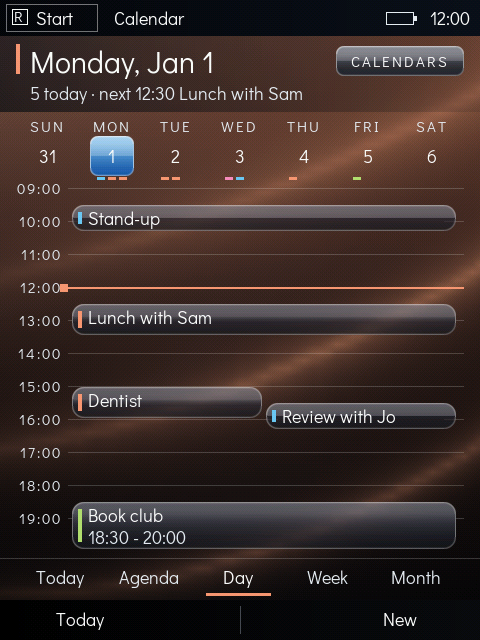 R Start Calendar 12:00
Monday, Jan 1
5 today · next 12:30 Lunch with Sam
CALENDARS
SUN MON TUE WED THU FRI SAT
31 1 2 3 4 5 6
09:00
10:00 Stand-up
11:00
12:00
13:00 Lunch with Sam
14:00
15:00
Dentist
16:00 Review with Jo
17:00
18:00
19:00 Book club
18:30 - 20:00
Today Agenda Day Week Month
Today New